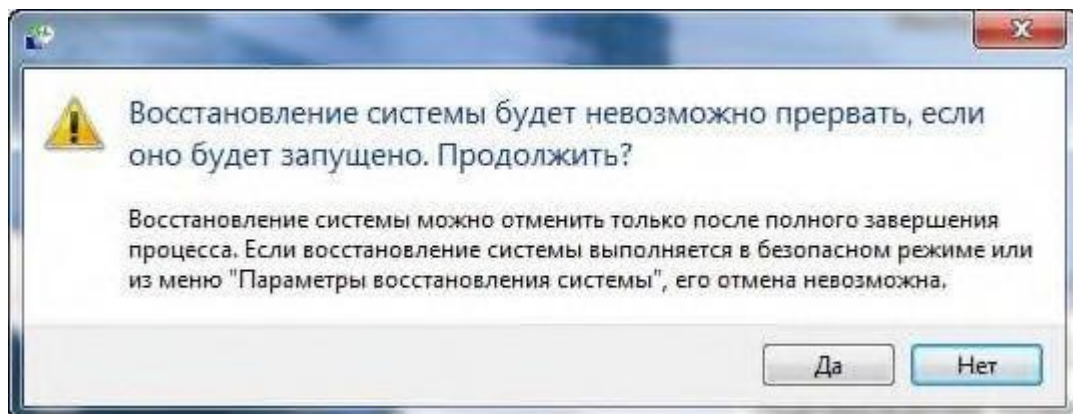 Восстановление системы будет невозможно прервать, если
оно будет запущено. Продолжить?
Восстановление системы можно отменить только после полного завершения
процесса. Если восстановление системы выполняется в безопасном режиме или
из меню "Параметры восстановления системы", его отмена невозможна.
Да
Нет